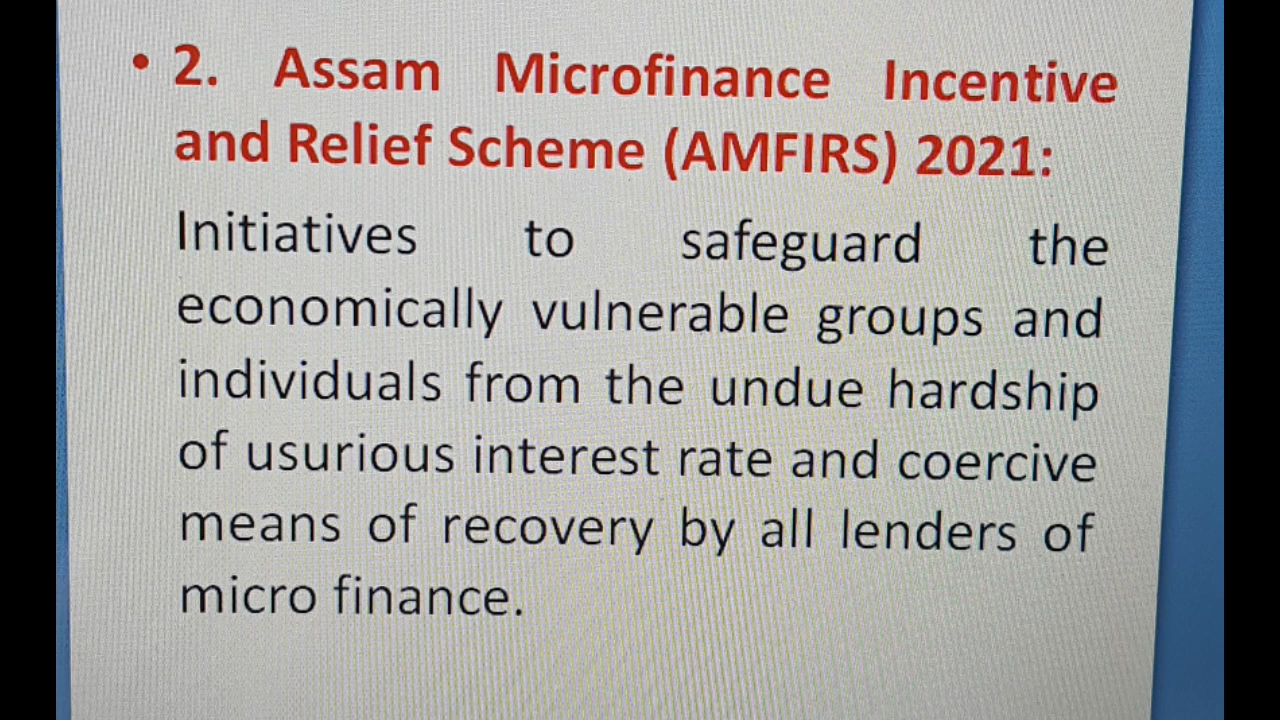 • 2. Assam Microfinance Incentive
and Relief Scheme (AMFIRS) 2021:
Initiatives to safeguard the
economically vulnerable groups and
individuals from the undue hardship
of usurious interest rate and coercive
means of recovery by all lenders of
micro finance.